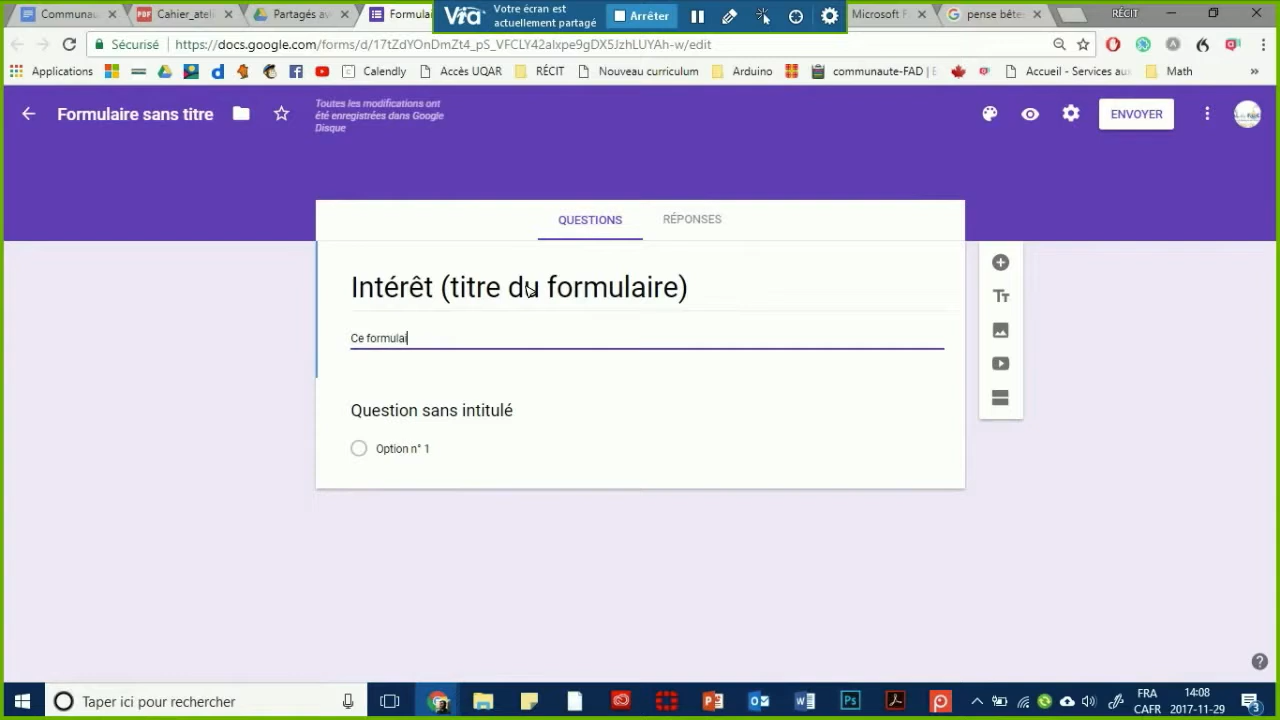 Communau
Cahier_ateli
Partagés av
Formulai
Via
Votre écran est
actuellement partagé
Arrêter
Microsoft F
pense bête
RÉCIT
Sécurisé
https://docs.google.com/forms/d/17tZdYOnDmZt4_pS_VFCLY42aIxpe9gDX5JzhLUYAh-w/edit
Applications
Calendly
Accès UQAR
RÉCIT
Nouveau curriculum
Arduino
communaute-FAD | E
Accueil - Services au
Math
»
Formulaire sans titre
Toutes les modifications ont
été enregistrées dans Google
Disque
ENVOYER
QUESTIONS
RÉPONSES
Intérêt (titre du formulaire)
Ce formulai
Question sans intitulé
Option n° 1
Taper ici pour rechercher
FRA
CAFR
14:08
2017-11-29
3